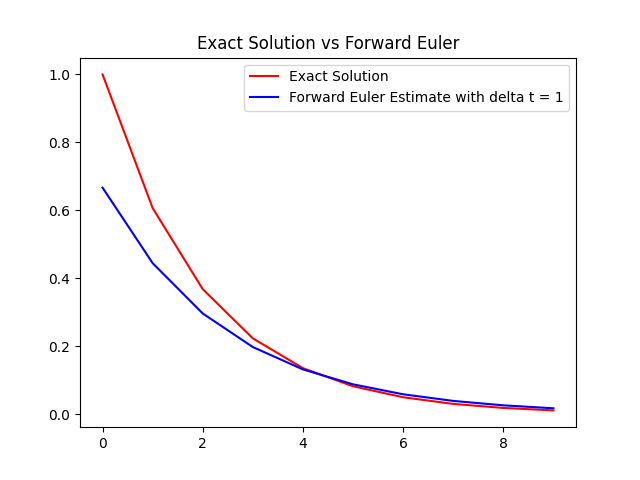 Exact Solution vs Forward Euler
Exact Solution
Forward Euler Estimate with delta t = 1
1.0
0.8
0.6
0.4
0.2
0.0
0 2 4 6 8